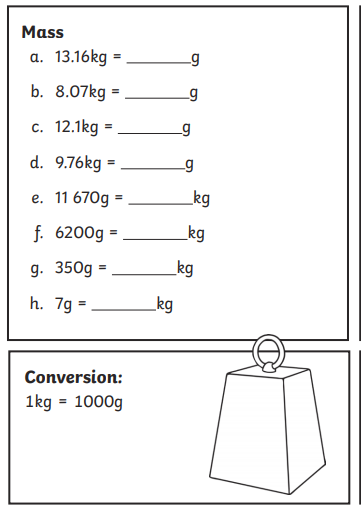 Mass
a. 13.16kg = ________g
b. 8.07kg = ________g
c. 12.1kg = ________g
d. 9.76kg = ________g
e. 11 670g = ________kg
f. 6200g = ________kg
g. 350g = ________kg
h. 7g = ________kg
Conversion:
1kg = 1000g